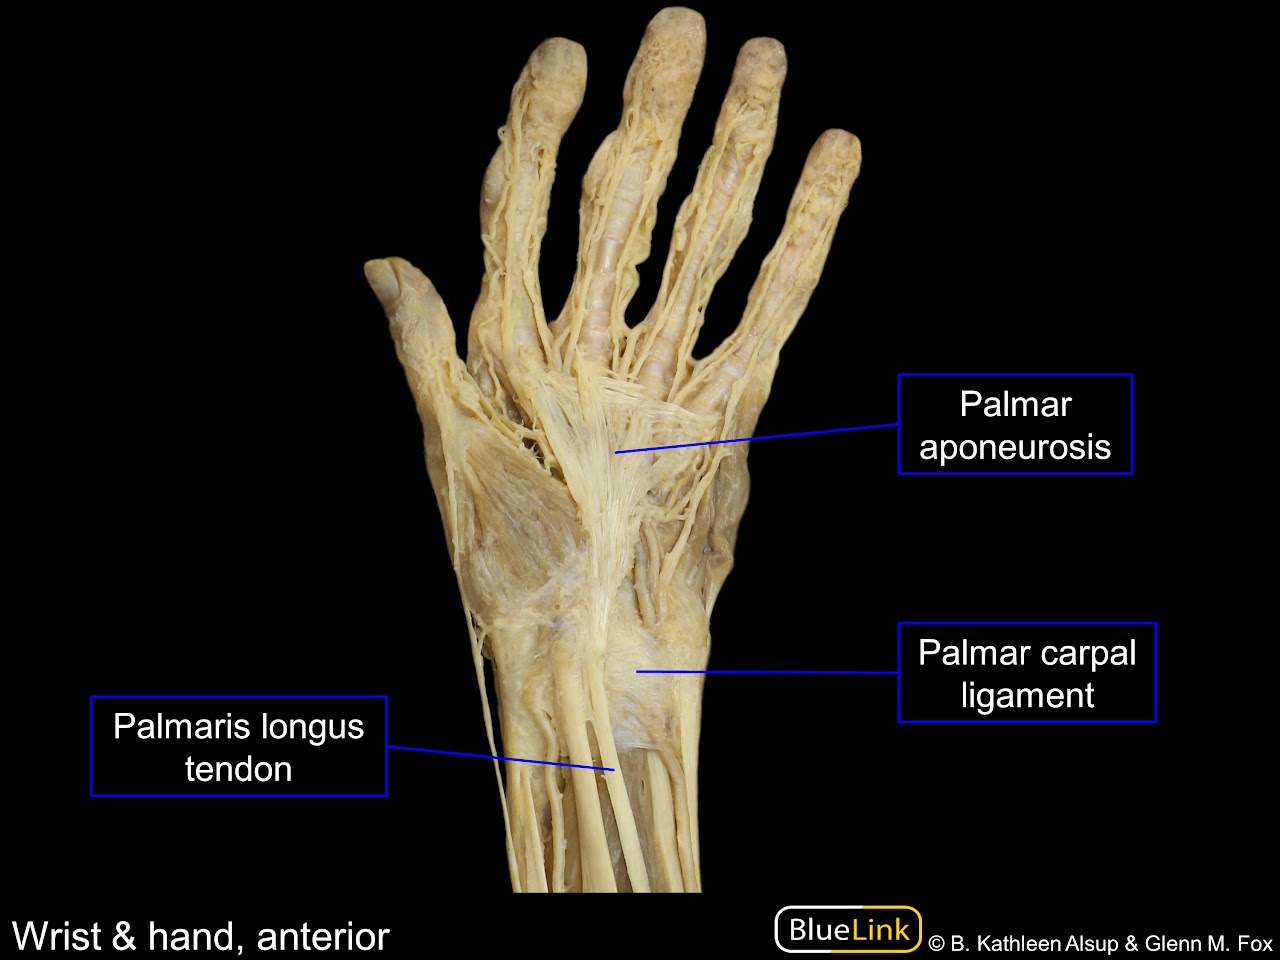 Palmar
aponeurosis
Palmar carpal
ligament
Palmaris longus
tendon
Wrist & hand, anterior
BlueLink
© B. Kathleen Alsup & Glenn M. Fox